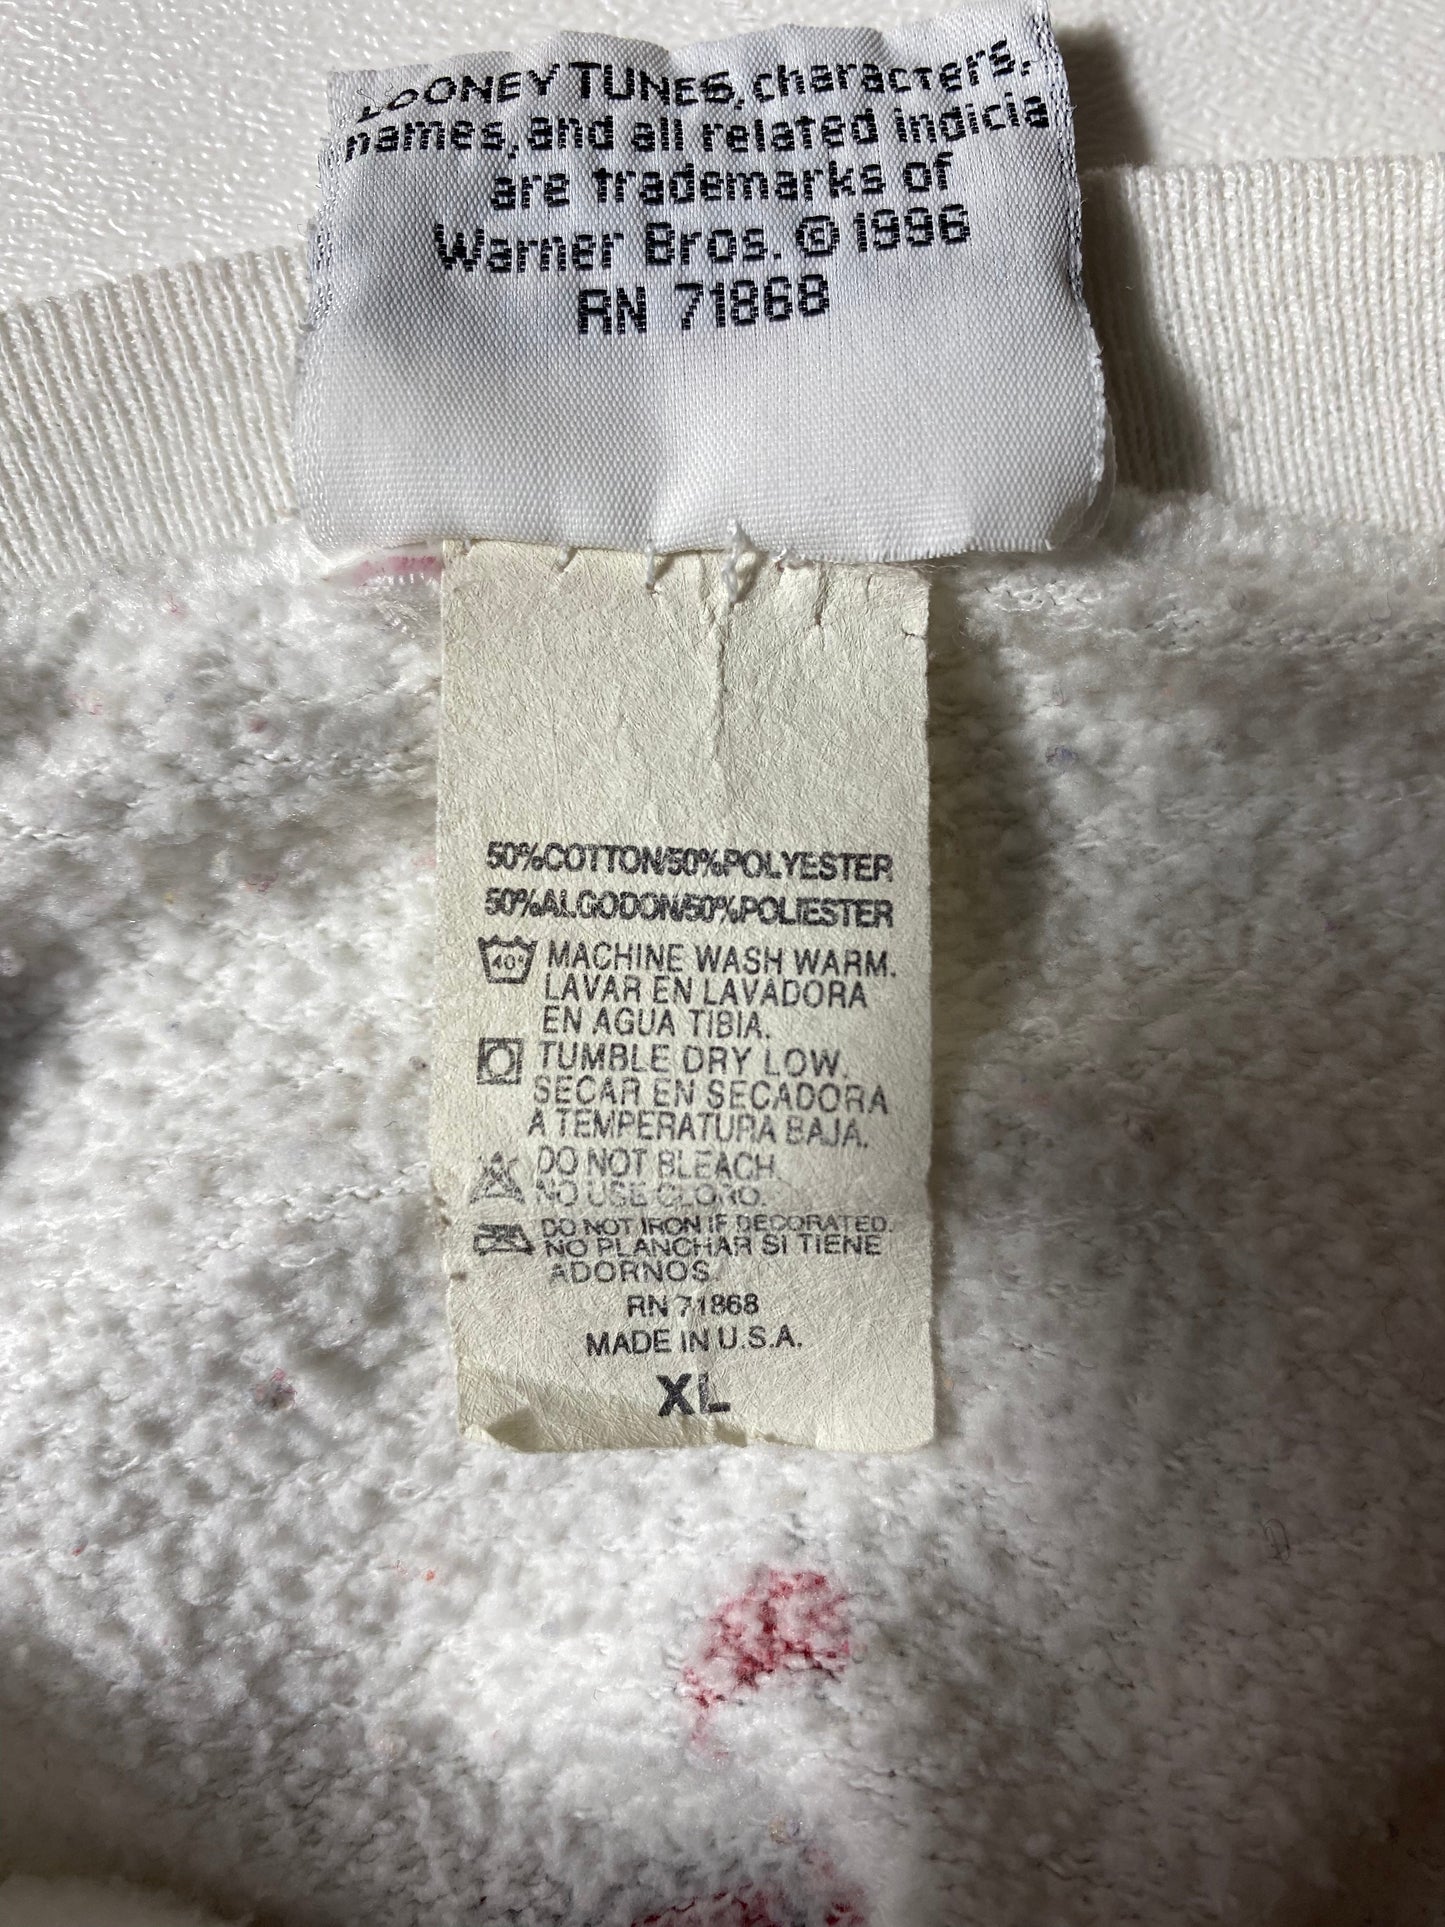 LOONEY TUNES, characters,
names, and all related indicia
are trademarks of
Warner Bros. ©1996
RN 71868
50%COTTON/50%POLYESTER
50%ALGODON/50%POLIESTER
40° MACHINE WASH WARM.
LAVAR EN LAVADORA
EN AGUA TIBIA.
TUMBLE DRY LOW.
SECAR EN SECADORA
A TEMPERATURA BAJA.
DO NOT BLEACH.
NO USE CLORO.
DO NOT IRON IF DECORATED.
NO PLANCHAR SI TIENE
ADORNOS.
RN 71868
MADE IN U.S.A.
XL